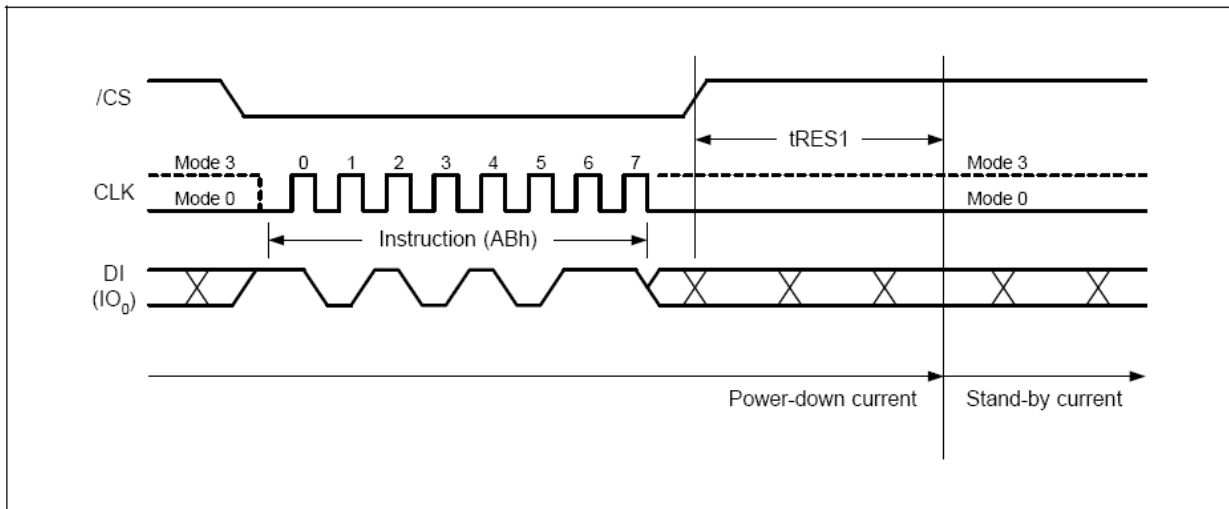 /CS
tRES1
Mode 3 0 1 2 3 4 5 6 7 Mode 3
CLK
Mode 0 Mode 0
Instruction (ABh)
DI
(IO0)
Power-down current Stand-by current